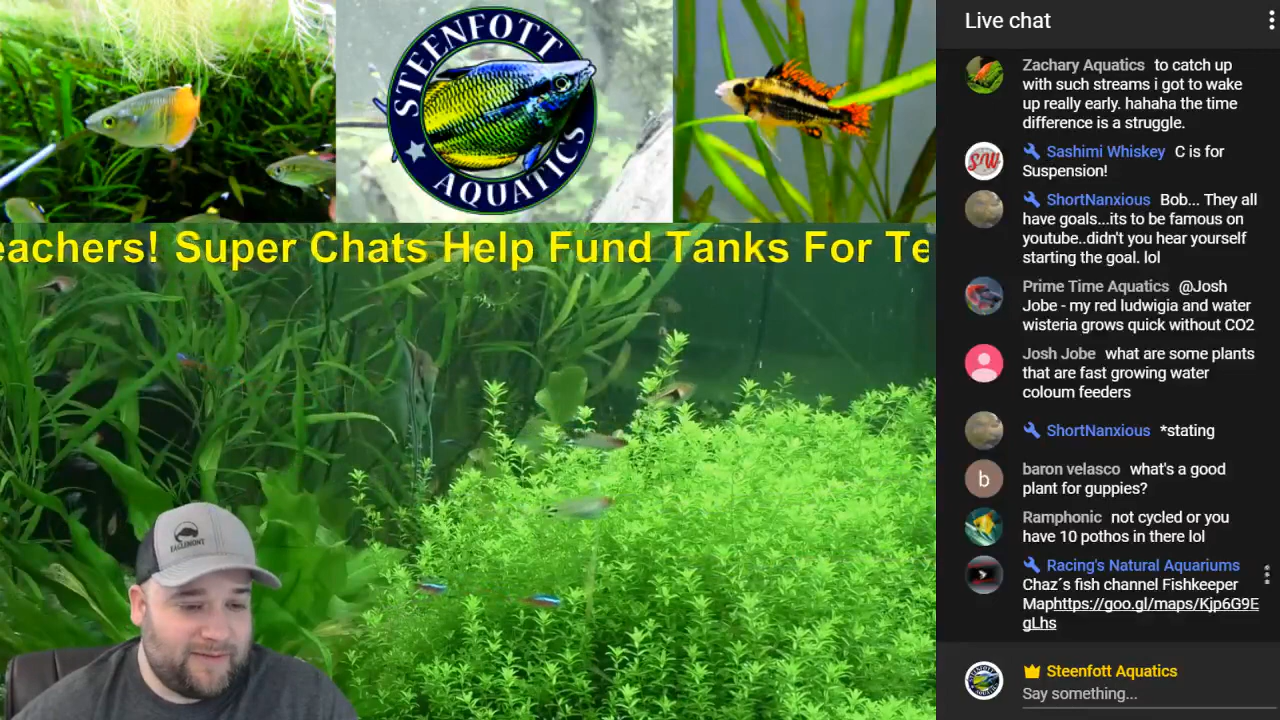 STEENFOTT
AQUATICS
eachers! Super Chats Help Fund Tanks For Te
EAGLEMONT
Live chat
Zachary Aquatics to catch up
with such streams i got to wake
up really early. hahaha the time
difference is a struggle.
Sashimi Whiskey C is for
Suspension!
ShortNanxious Bob... They all
have goals...its to be famous on
youtube..didn't you hear yourself
starting the goal. lol
Prime Time Aquatics @Josh
Jobe - my red ludwigia and water
wisteria grows quick without CO2
Josh Jobe what are some plants
that are fast growing water
coloum feeders
ShortNanxious *stating
b
baron velasco what's a good
plant for guppies?
Ramphonic not cycled or you
have 10 pothos in there lol
Racing's Natural Aquariums
Chaz´s fish channel Fishkeeper
Maphttps://goo.gl/maps/Kjp6G9E
gLhs
Steenfott Aquatics
Say something...